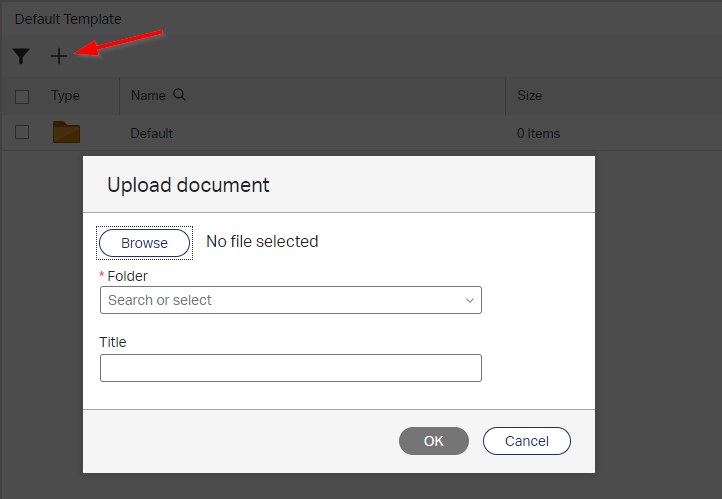 Default Template
Type Name Size
Default 0 Items
Upload document
Browse No file selected
* Folder
Search or select
Title
OK Cancel